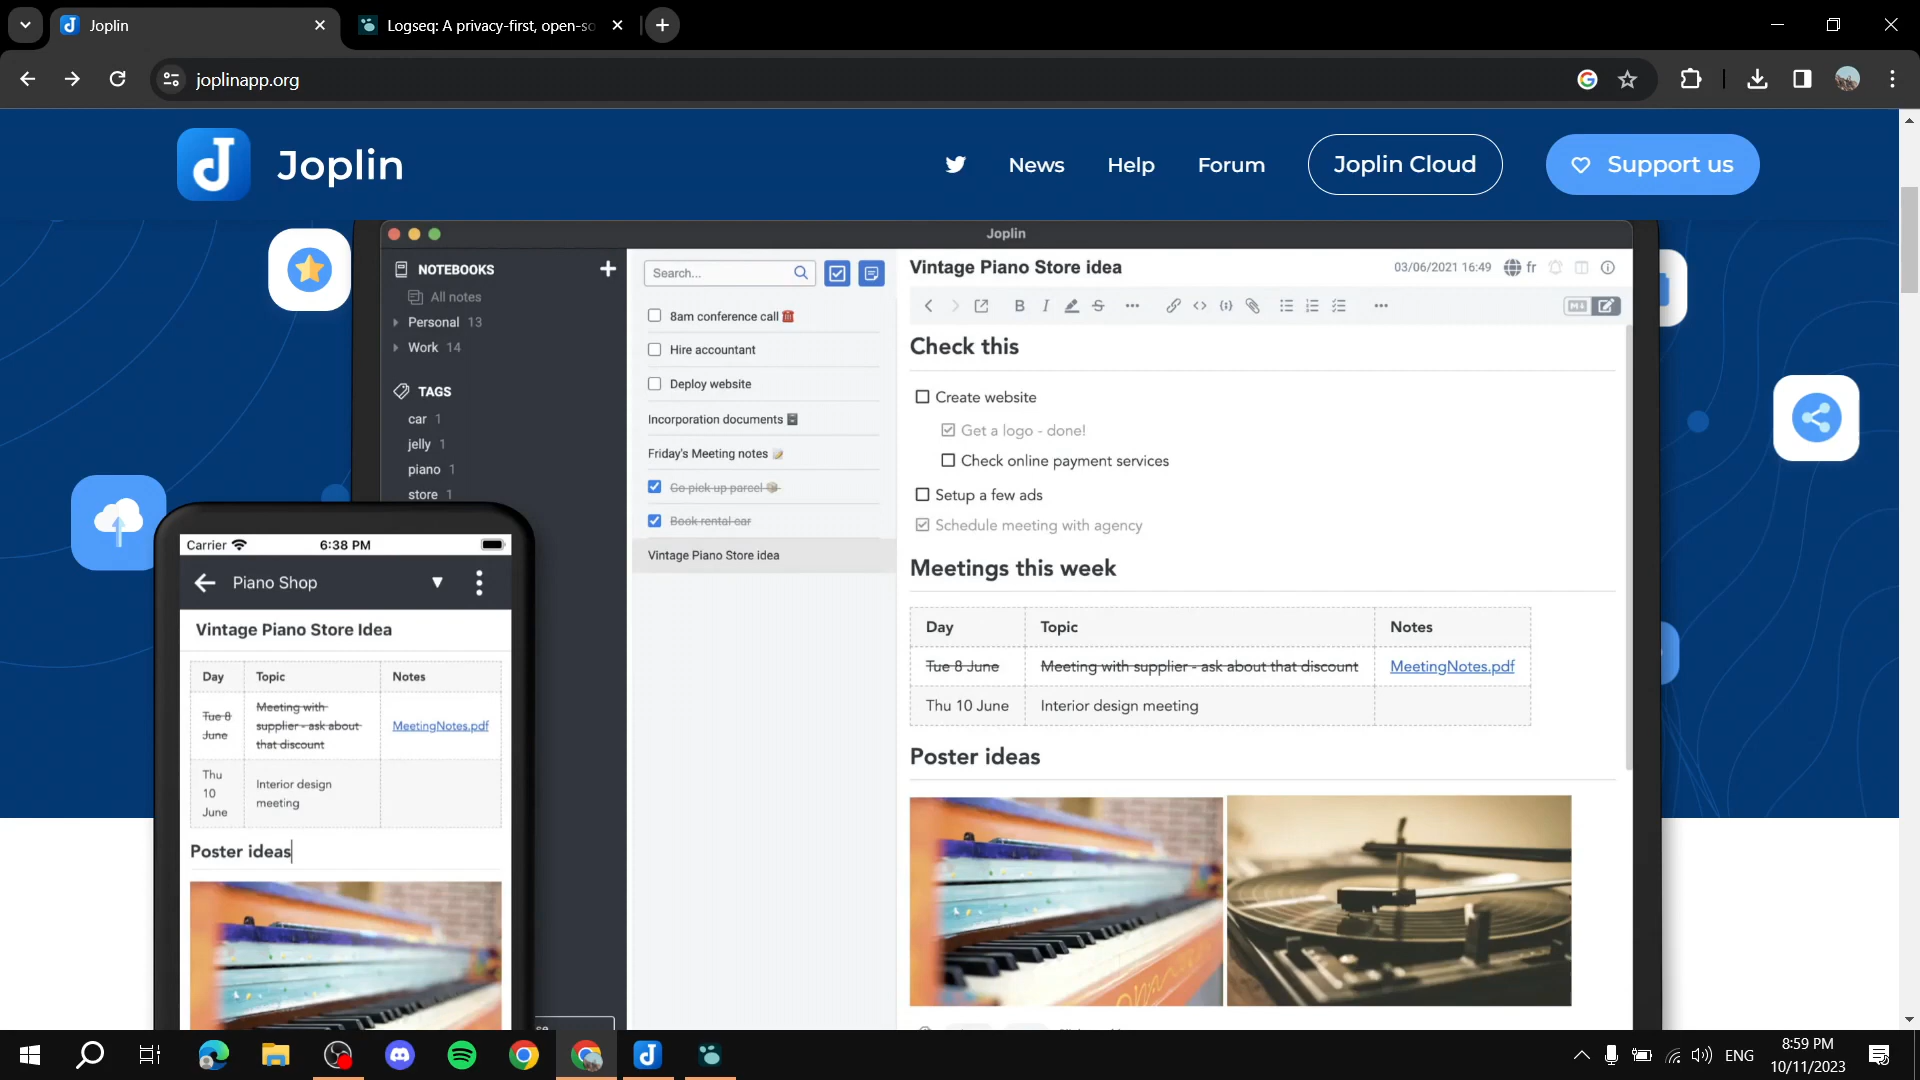 Joplin
Logseq: A privacy-first, open-so
joplinapp.org
Joplin
News
Help
Forum
Joplin Cloud
Support us
Joplin
NOTEBOOKS
All notes
Personal 13
Work 14
TAGS
car 1
jelly 1
piano 1
store 1
Search...
8am conference call
Hire accountant
Deploy website
Incorporation documents
Friday's Meeting notes
Go pick up parcel
Book rental car
Vintage Piano Store idea
Vintage Piano Store idea
03/06/2021 16:49
fr
B I S
Check this
Create website
Get a logo - done!
Check online payment services
Setup a few ads
Schedule meeting with agency
Meetings this week
Day Topic Notes
Tue 8 June Meeting with supplier - ask about that discount MeetingNotes.pdf
Thu 10 June Interior design meeting
Poster ideas
Carrier 6:38 PM
Piano Shop
Vintage Piano Store Idea
Day Topic Notes
Tue 8 June Meeting with supplier - ask about that discount MeetingNotes.pdf
Thu 10 June Interior design meeting
Poster ideas
ENG
8:59 PM
10/11/2023